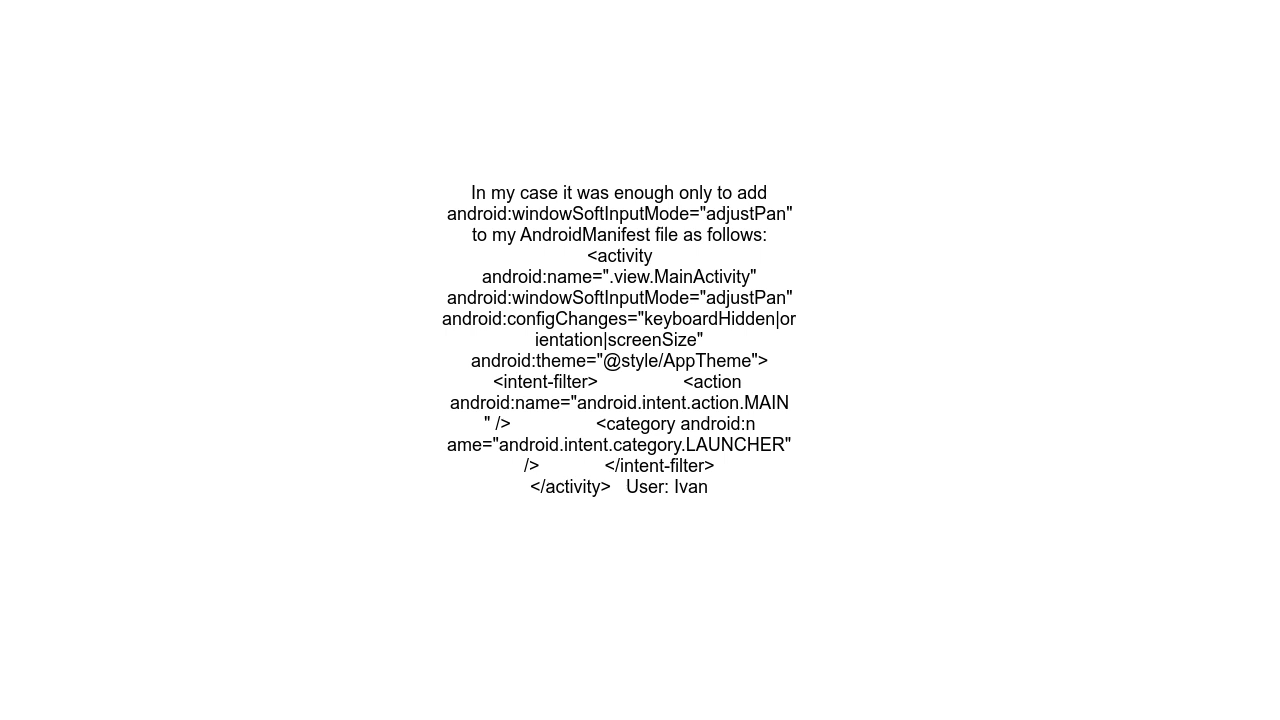 In my case it was enough only to add
android:windowSoftInputMode="adjustPan"
to my AndroidManifest file as follows:
<activity
android:name=".view.MainActivity"
android:windowSoftInputMode="adjustPan"
android:configChanges="keyboardHidden|or
ientation|screenSize"
android:theme="@style/AppTheme">
<intent-filter>                 <action
android:name="android.intent.action.MAIN
" />                 <category android:n
ame="android.intent.category.LAUNCHER"
/>             </intent-filter>
</activity>   User: Ivan